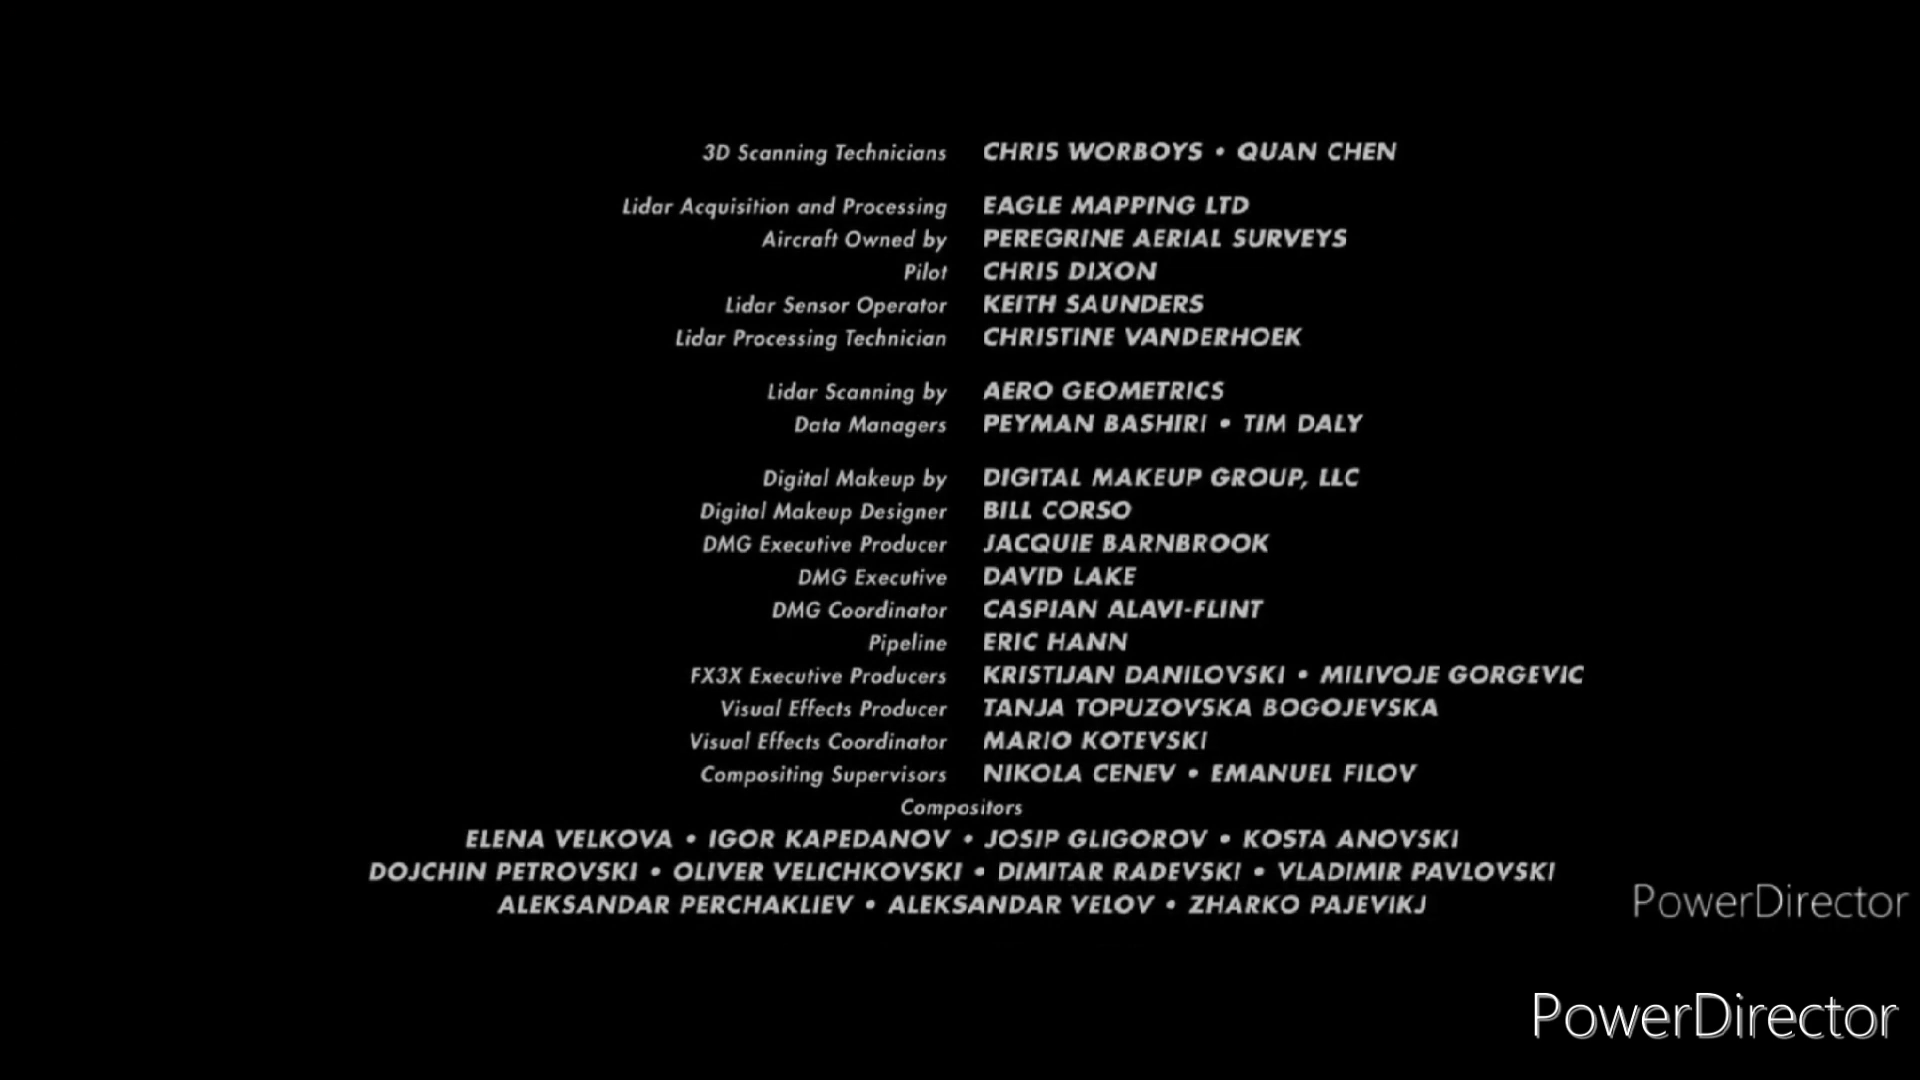 3D Scanning Technicians CHRIS WORBOYS • QUAN CHEN
Lidar Acquisition and Processing EAGLE MAPPING LTD
Aircraft Owned by PEREGRINE AERIAL SURVEYS
Pilot CHRIS DIXON
Lidar Sensor Operator KEITH SAUNDERS
Lidar Processing Technician CHRISTINE VANDERHOEK
Lidar Scanning by AERO GEOMETRICS
Data Managers PEYMAN BASHIRI • TIM DALY
Digital Makeup by DIGITAL MAKEUP GROUP, LLC
Digital Makeup Designer BILL CORSO
DMG Executive Producer JACQUIE BARNBROOK
DMG Executive DAVID LAKE
DMG Coordinator CASPIAN ALAVI-FLINT
Pipeline ERIC HANN
FX3X Executive Producers KRISTIJAN DANILOVSKI • MILIVOJE GORGEVIC
Visual Effects Producer TANJA TOPUZOVSKA BOGOJEVSKA
Visual Effects Coordinator MARIO KOTEVSKI
Compositing Supervisors NIKOLA CENEV • EMANUEL FILOV
Compositors
ELENA VELKOVA • IGOR KAPEDANOV • JOSIP GLIGOROV • KOSTA ANOVSKI
DOJCHIN PETROVSKI • OLIVER VELICHKOVSKI • DIMITAR RADEVSKI • VLADIMIR PAVLOVSKI
ALEKSANDAR PERCHAKLIEV • ALEKSANDAR VELOV • ZHARKO PAJEVIKJ
PowerDirector
PowerDirector